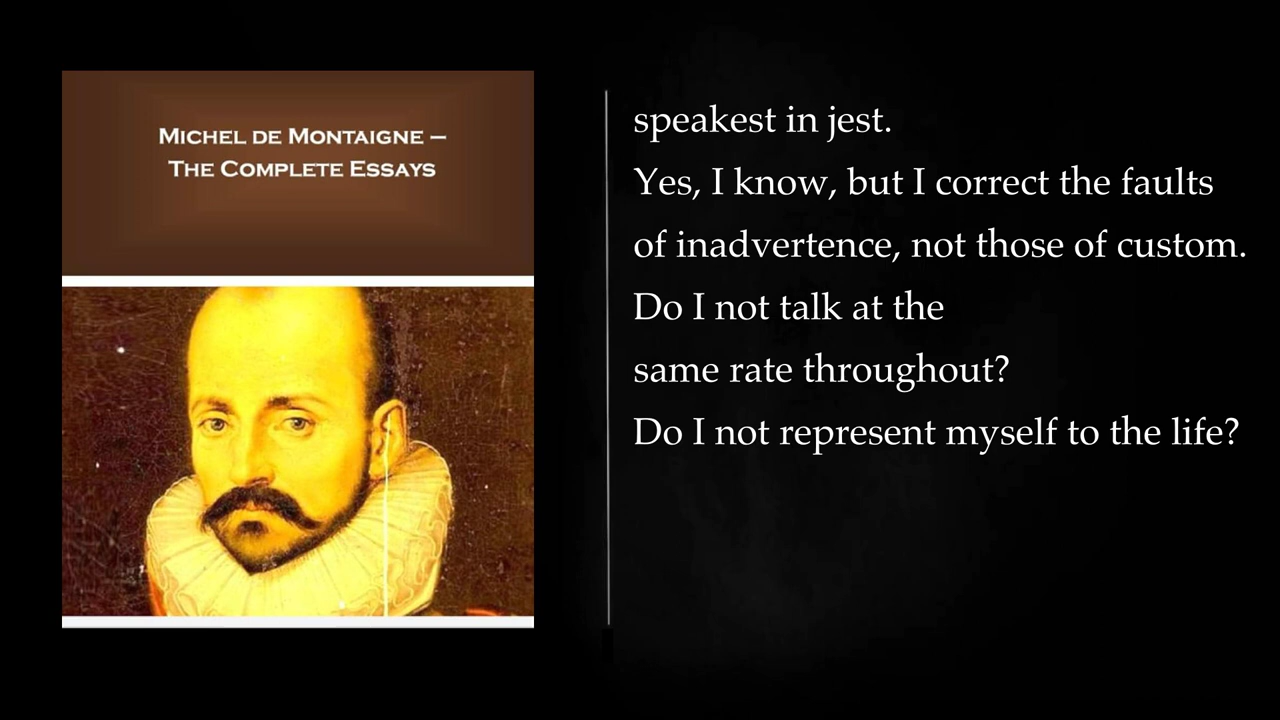 MICHEL DE MONTAIGNE –
THE COMPLETE ESSAYS
speakest in jest.
Yes, I know, but I correct the faults
of inadvertence, not those of custom.
Do I not talk at the
same rate throughout?
Do I not represent myself to the life?